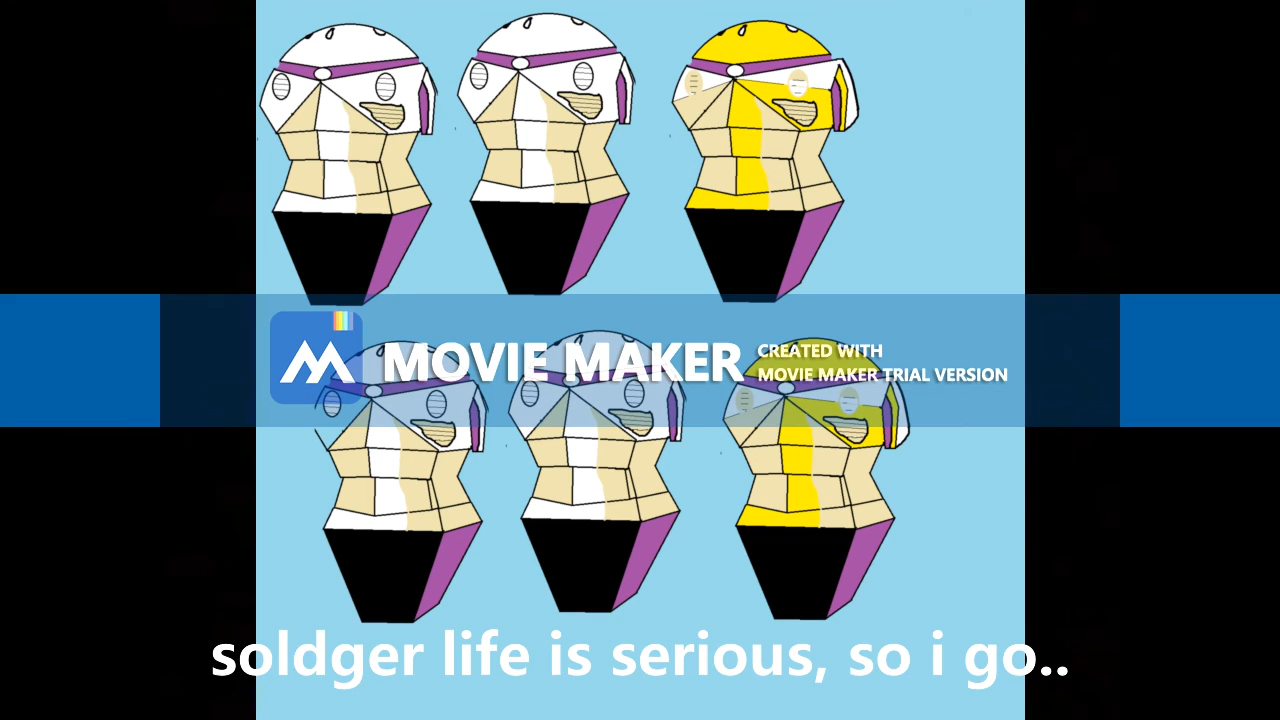 MOVIE MAKER
CREATED WITH
MOVIE MAKER TRIAL VERSION
soldger life is serious, so i go..